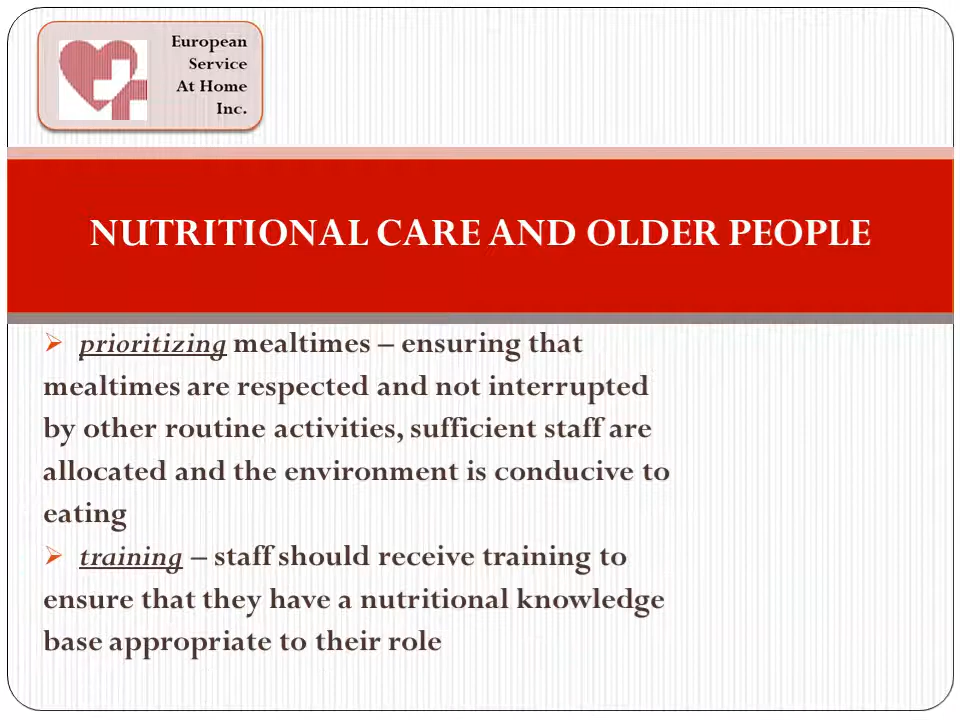 European
Service
At Home
Inc.
NUTRITIONAL CARE AND OLDER PEOPLE
prioritizing mealtimes – ensuring that
mealtimes are respected and not interrupted
by other routine activities, sufficient staff are
allocated and the environment is conducive to
eating
training – staff should receive training to
ensure that they have a nutritional knowledge
base appropriate to their role